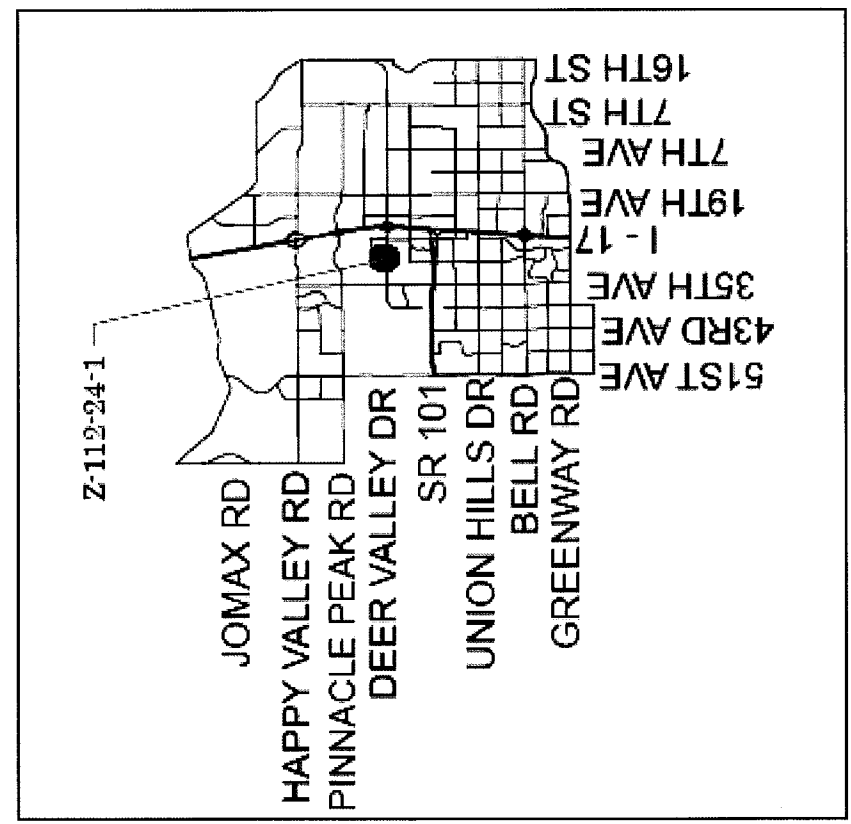 Z-112-24-1
JOMAX RD
HAPPY VALLEY RD
PINNACLE PEAK RD
DEER VALLEY DR
SR 101
UNION HILLS DR
BELL RD
GREENWAY RD
51ST AVE
43RD AVE
35TH AVE
I - 17
19TH AVE
7TH AVE
7TH ST
16TH ST